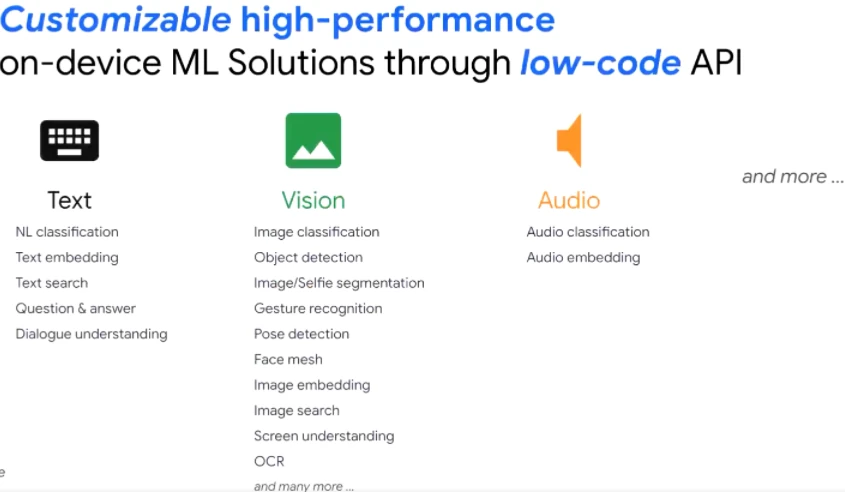 Customizable high-performance
on-device ML Solutions through low-code API
and more ...
Text
NL classification
Text embedding
Text search
Question & answer
Dialogue understanding
Vision
Image classification
Object detection
Image/Selfie segmentation
Gesture recognition
Pose detection
Face mesh
Image embedding
Image search
Screen understanding
OCR
and many more ...
Audio
Audio classification
Audio embedding